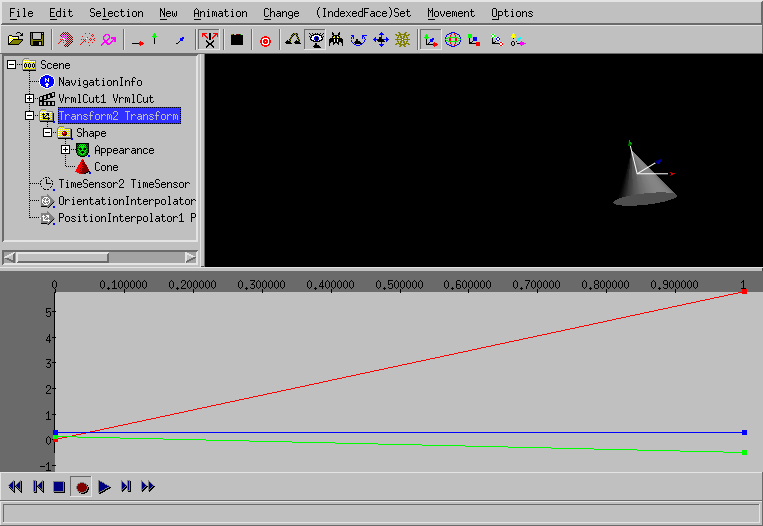 File Edit Selection New Animation Change (IndexedFace)Set Movement Options
Scene
NavigationInfo
VrmlCut1 VrmlCut
Transform2 Transform
Shape
Appearance
Cone
TimeSensor2 TimeSensor
OrientationInterpolator
PositionInterpolator1 P
0 0.100000 0.200000 0.300000 0.400000 0.500000 0.600000 0.700000 0.800000 0.900000 1
5
4
3
2
1
0
-1